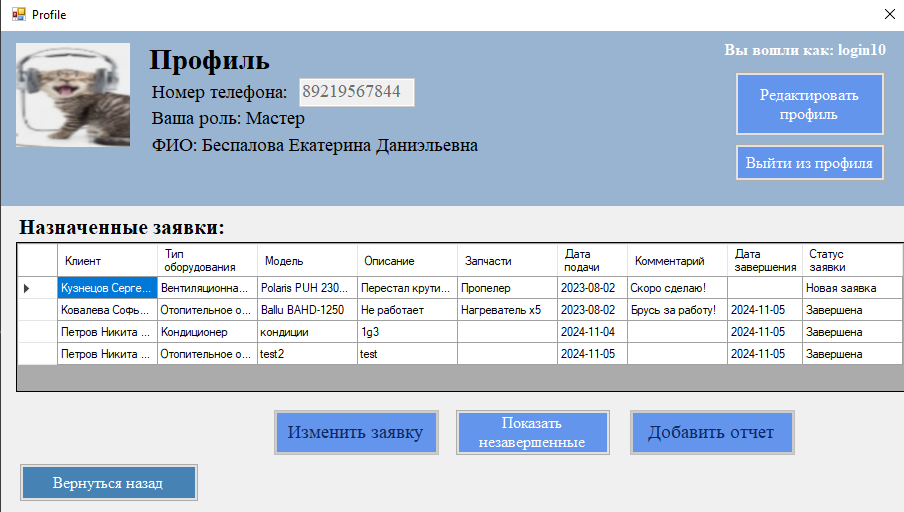 Profile
Вы вошли как: login10
Профиль
Номер телефона: 89219567844
Ваша роль: Мастер
ФИО: Беспалова Екатерина Даниэльевна
Редактировать
профиль
Выйти из профиля
Назначенные заявки:
Клиент Тип оборудования Модель Описание Запчасти Дата подачи Комментарий Дата завершения Статус заявки
Кузнецов Серге... Вентиляционна... Polaris PUH 230... Перестал крути... Пропелер 2023-08-02 Скоро сделаю! Новая заявка
Ковалева Софь... Отопительное о... Ballu BAHD-1250 Не работает Нагреватель x5 2023-08-02 Брусь за работу! 2024-11-05 Завершена
Петров Никита ... Кондиционер кондиции 1g3 2024-11-04 2024-11-05 Завершена
Петров Никита ... Отопительное о... test2 test 2024-11-05 2024-11-05 Завершена
Изменить заявку
Показать
незавершенные
Добавить отчет
Вернуться назад